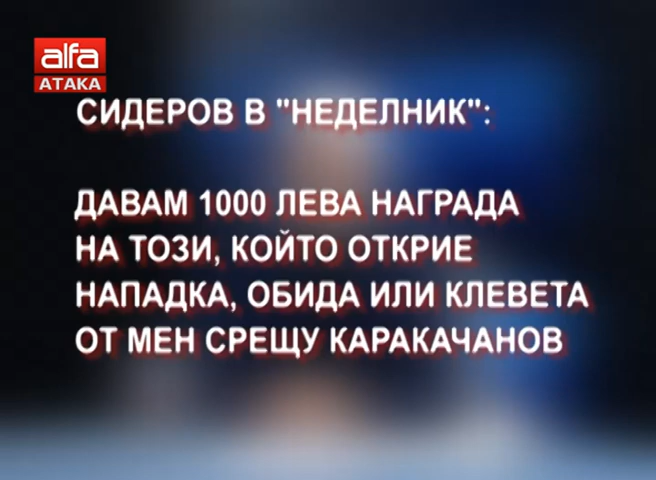 alfa
АТАКА
СИДЕРОВ В "НЕДЕЛНИК":
ДАВАМ 1000 ЛЕВА НАГРАДА
НА ТОЗИ, КОЙТО ОТКРИЕ
НАПАДКА, ОБИДА ИЛИ КЛЕВЕТА
ОТ МЕН СРЕЩУ КАРАКАЧАНОВ